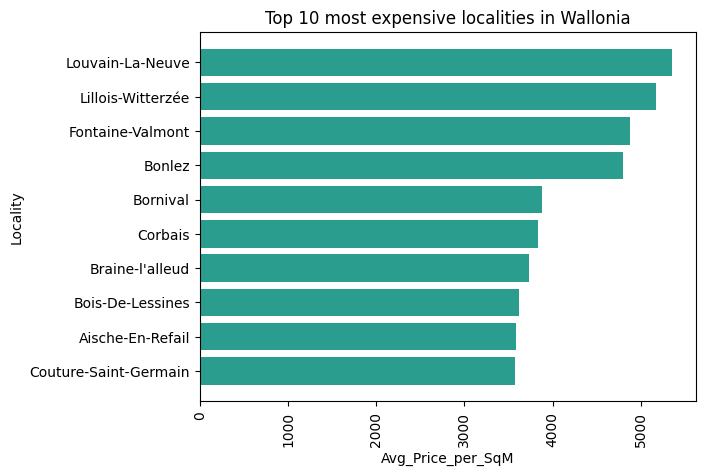 Top 10 most expensive localities in Wallonia
Louvain-La-Neuve
Lillois-Witterzée
Fontaine-Valmont
Bonlez
Bornival
Corbais
Braine-l'alleud
Bois-De-Lessines
Aische-En-Refail
Couture-Saint-Germain
Locality
0
1000
2000
3000
4000
5000
Avg_Price_per_SqM